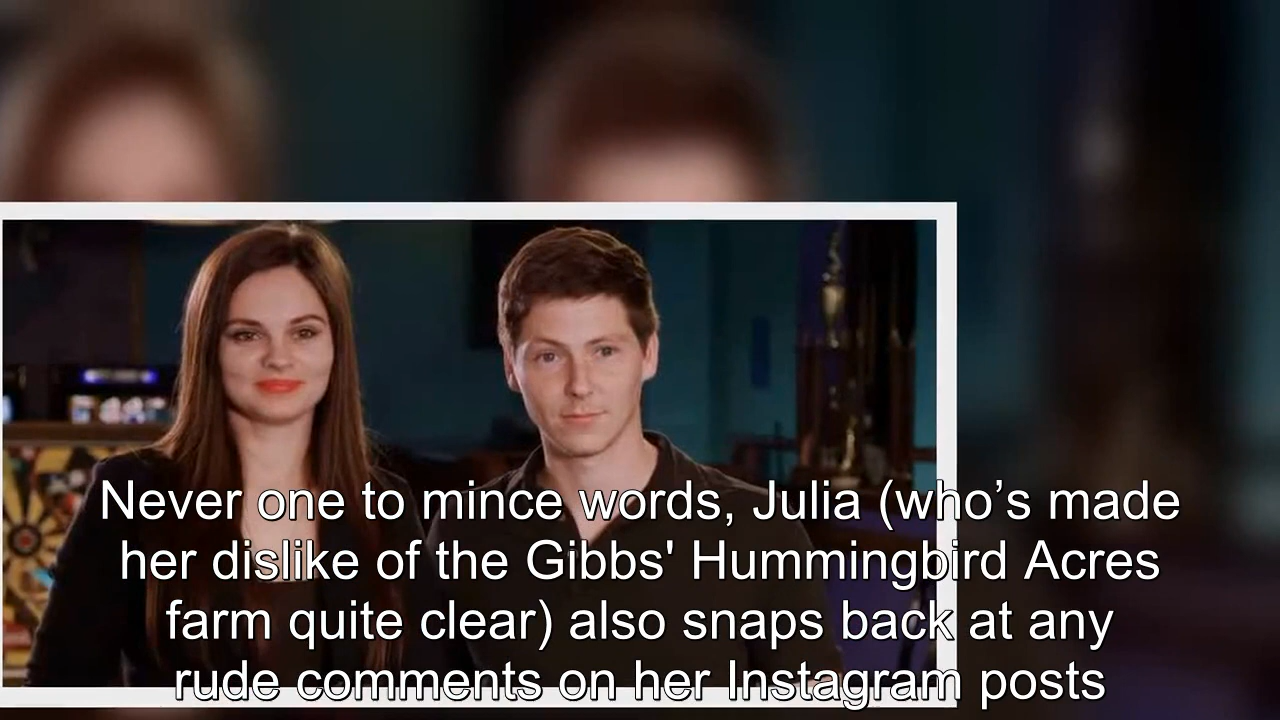 Never one to mince words, Julia (who’s made
her dislike of the Gibbs' Hummingbird Acres
farm quite clear) also snaps back at any
rude comments on her Instagram posts